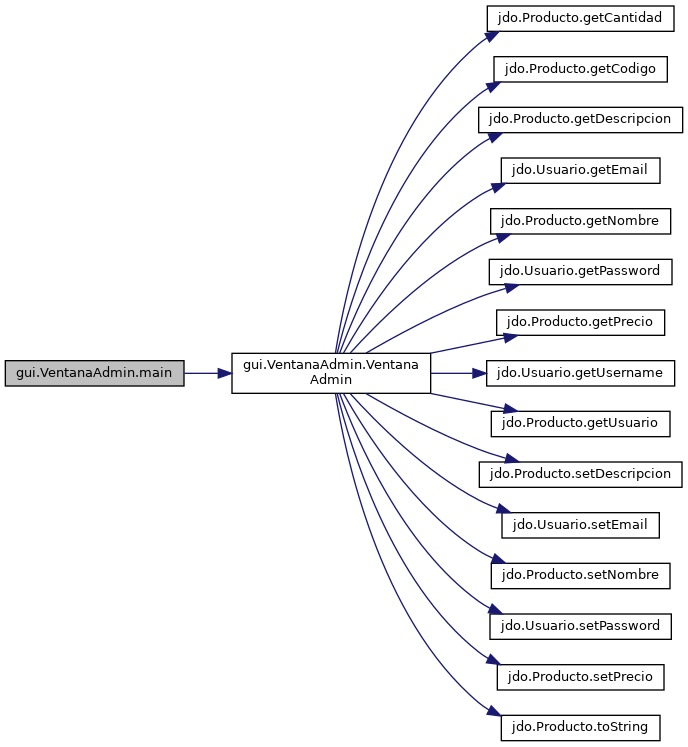 jdo.Producto.getCantidad
jdo.Producto.getCodigo
jdo.Producto.getDescripcion
jdo.Usuario.getEmail
jdo.Producto.getNombre
jdo.Usuario.getPassword
jdo.Producto.getPrecio
gui.VentanaAdmin.main
gui.VentanaAdmin.Ventana
Admin
jdo.Usuario.getUsername
jdo.Producto.getUsuario
jdo.Producto.setDescripcion
jdo.Usuario.setEmail
jdo.Producto.setNombre
jdo.Usuario.setPassword
jdo.Producto.setPrecio
jdo.Producto.toString